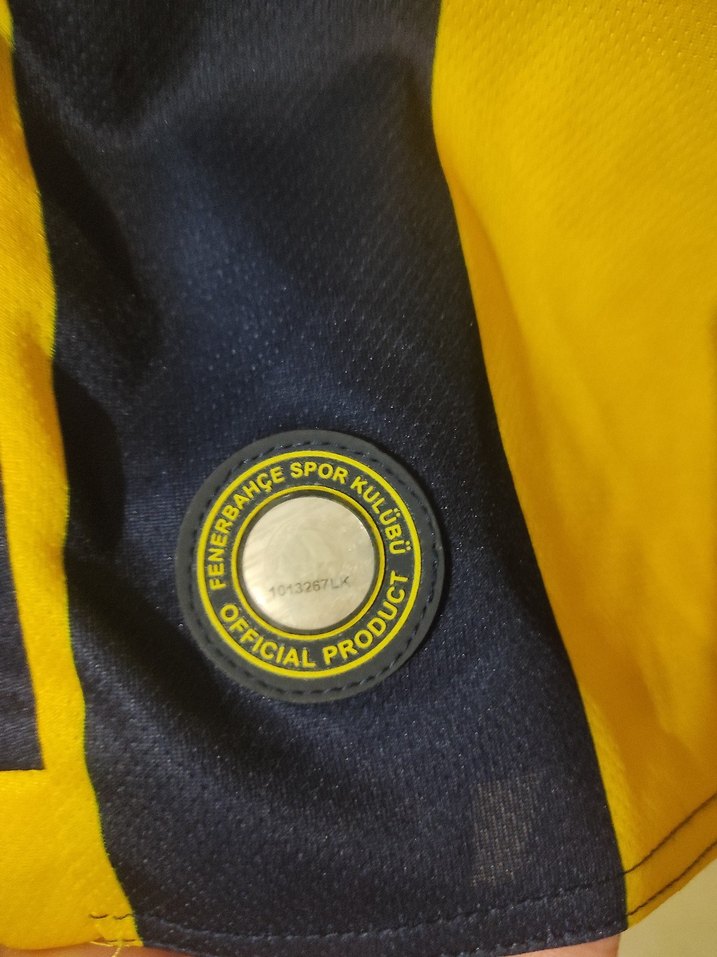 FENERBAHÇE SPOR KULÜBÜ
1013267LK
OFFICIAL PRODUCT